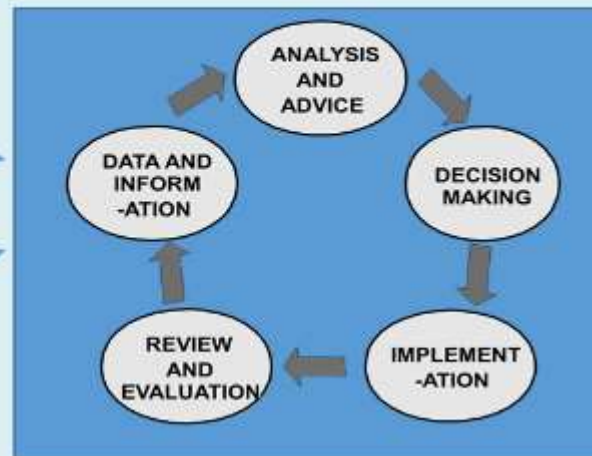 ANALYSIS
AND
ADVICE
DECISION
MAKING
IMPLEMENT
-ATION
REVIEW
AND
EVALUATION
DATA AND
INFORM
-ATION